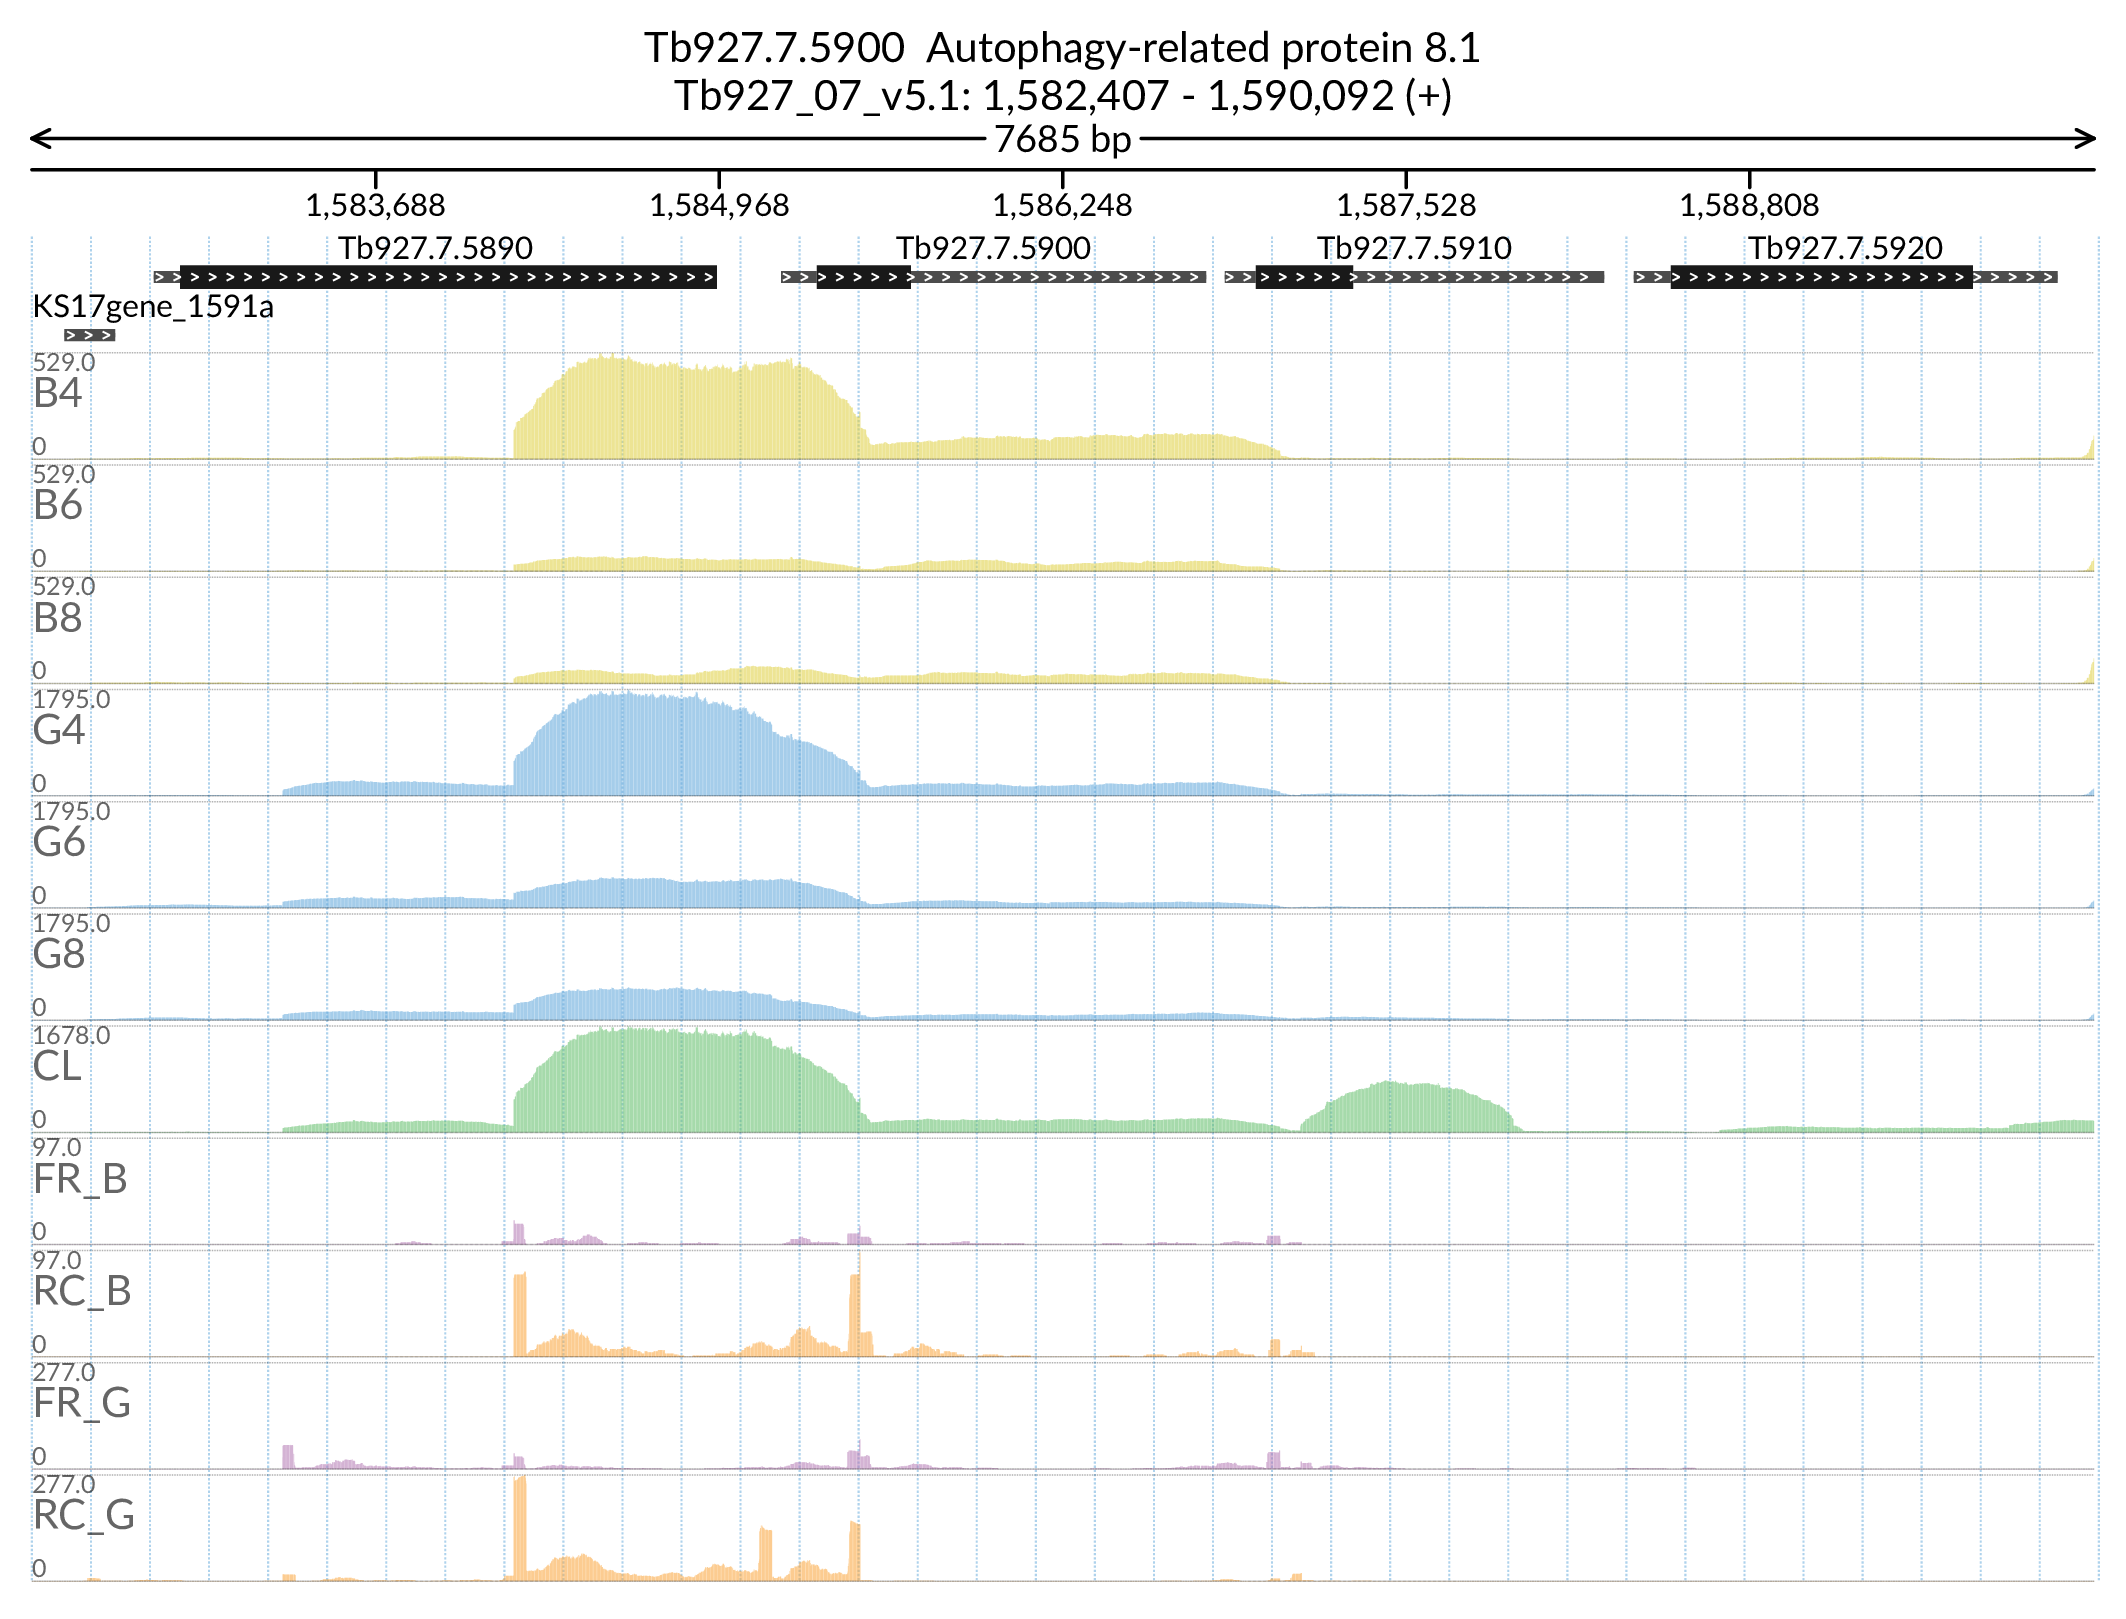 Tb927.7.5900 Autophagy-related protein 8.1
Tb927_07_v5.1: 1,582,407 - 1,590,092 (+)
7685 bp
1,583,688 1,584,968 1,586,248 1,587,528 1,588,808
Tb927.7.5890 Tb927.7.5900 Tb927.7.5910 Tb927.7.5920
KS17gene_1591a
529.0
B4
0
529.0
B6
0
529.0
B8
0
1795.0
G4
0
1795.0
G6
0
1795.0
G8
0
1678.0
CL
0
97.0
FR_B
0
97.0
RC_B
0
277.0
FR_G
0
277.0
RC_G
0